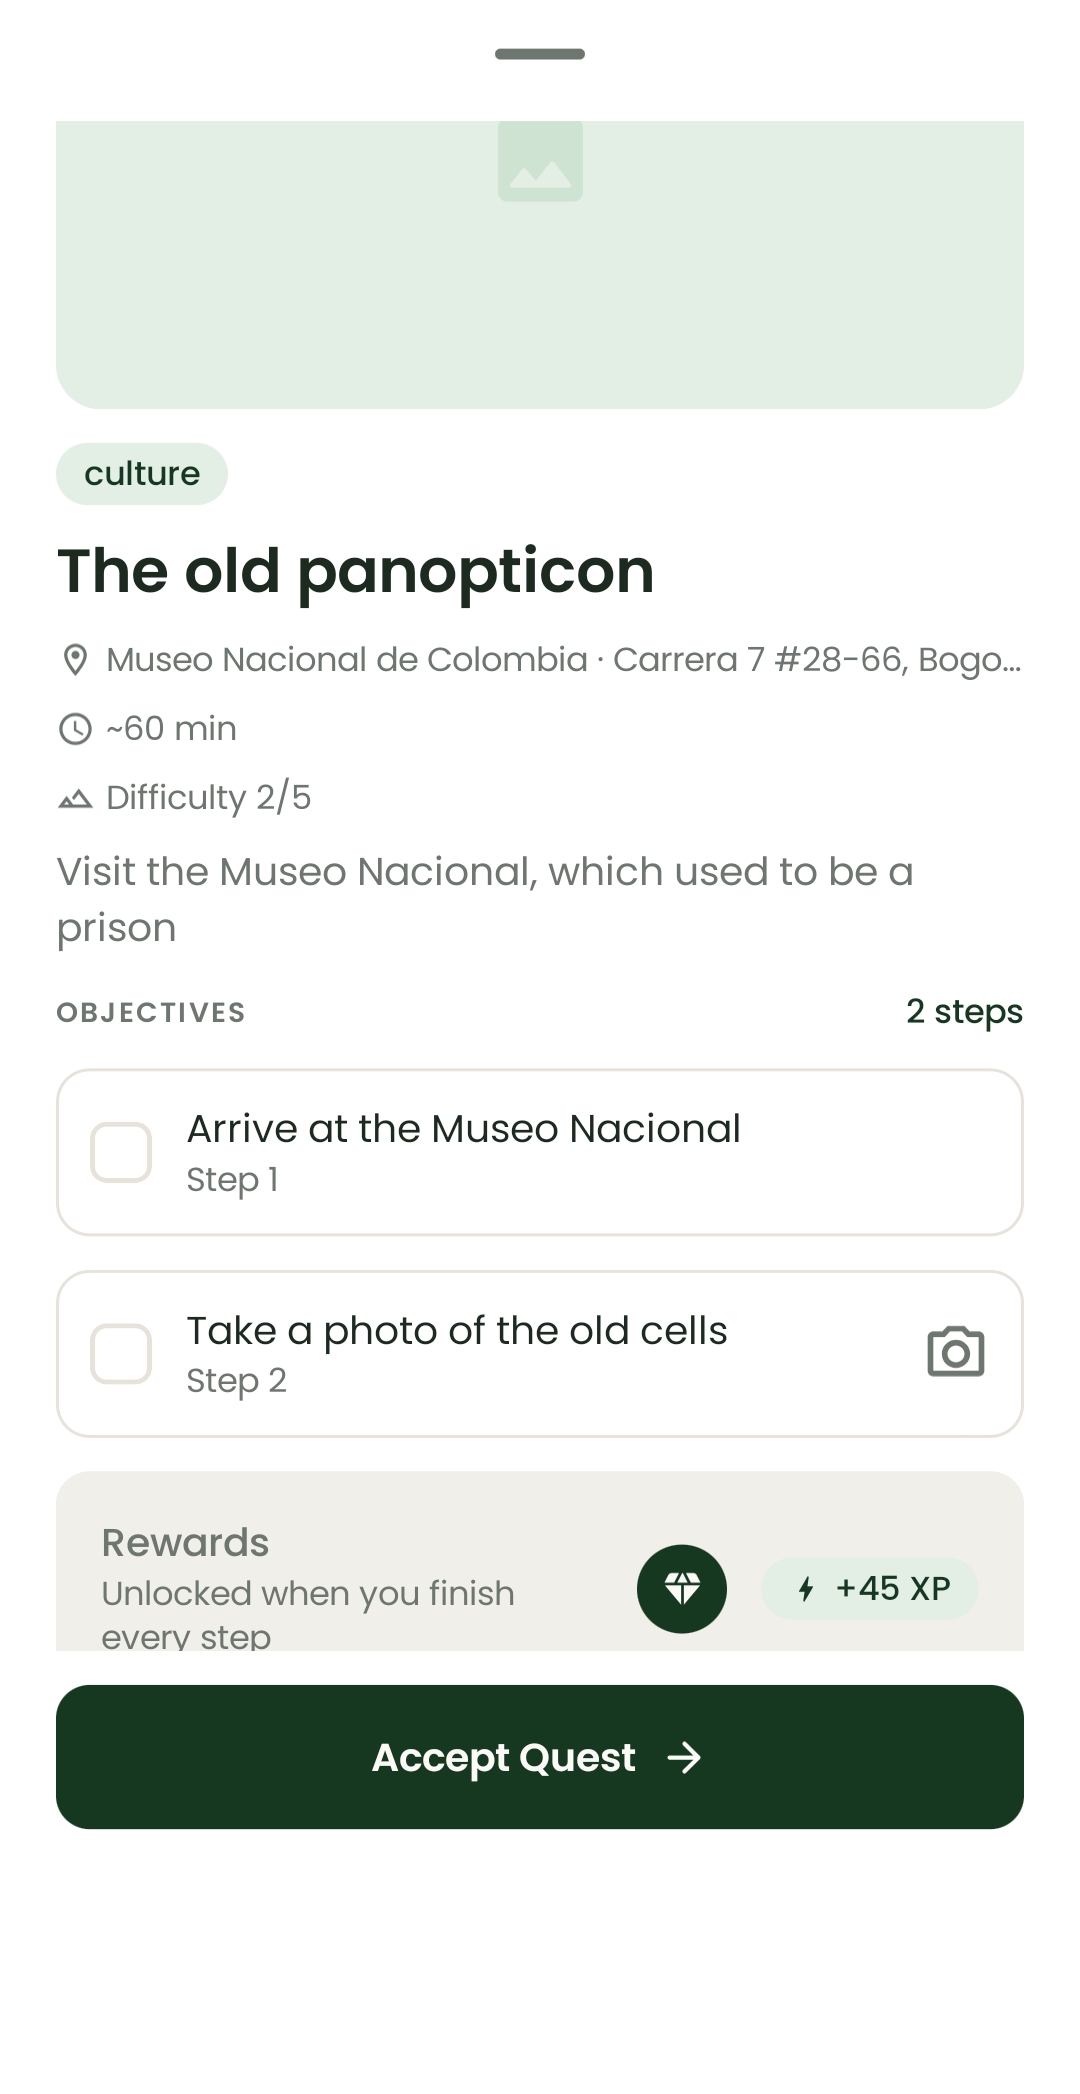 culture
The old panopticon
Museo Nacional de Colombia · Carrera 7 #28-66, Bogo...
~60 min
Difficulty 2/5
Visit the Museo Nacional, which used to be a
prison
OBJECTIVES
2 steps
Arrive at the Museo Nacional
Step 1
Take a photo of the old cells
Step 2
Rewards
Unlocked when you finish
every step
+45 XP
Accept Quest